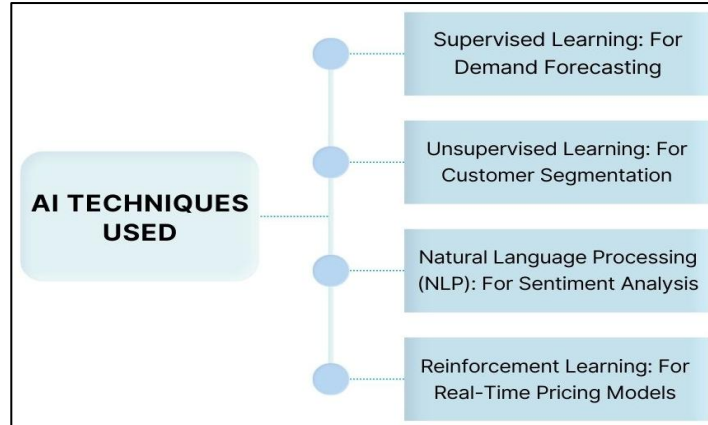 AI TECHNIQUES
USED
Supervised Learning: For
Demand Forecasting
Unsupervised Learning: For
Customer Segmentation
Natural Language Processing
(NLP): For Sentiment Analysis
Reinforcement Learning: For
Real-Time Pricing Models